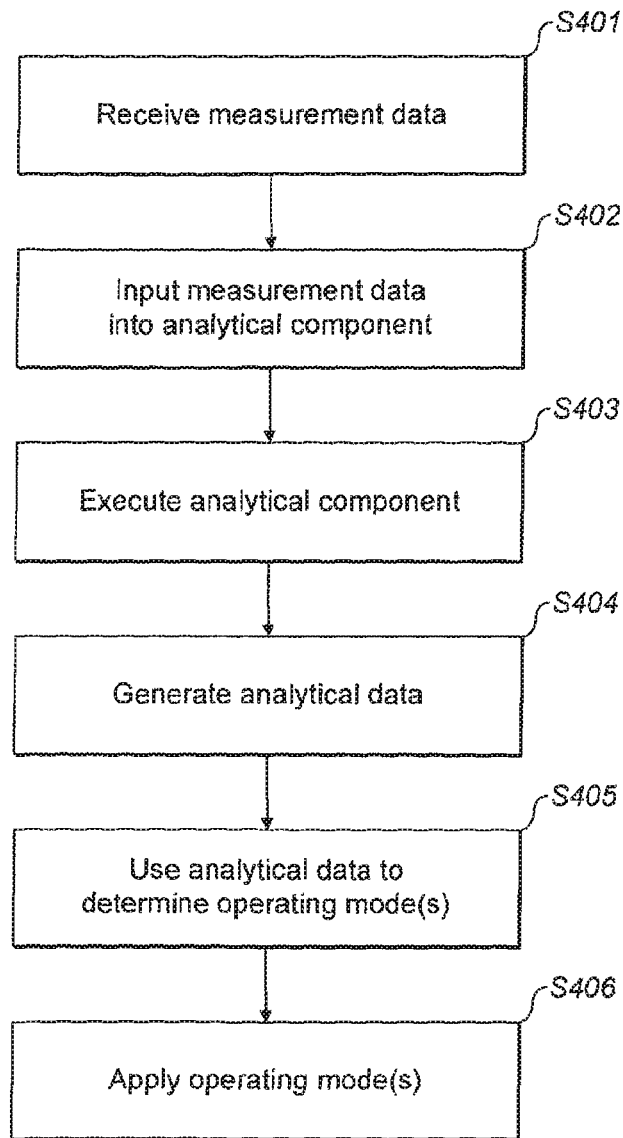 S401
Receive measurement data
S402
Input measurement data
into analytical component
S403
Execute analytical component
S404
Generate analytical data
S405
Use analytical data to
determine operating mode(s)
S406
Apply operating mode(s)